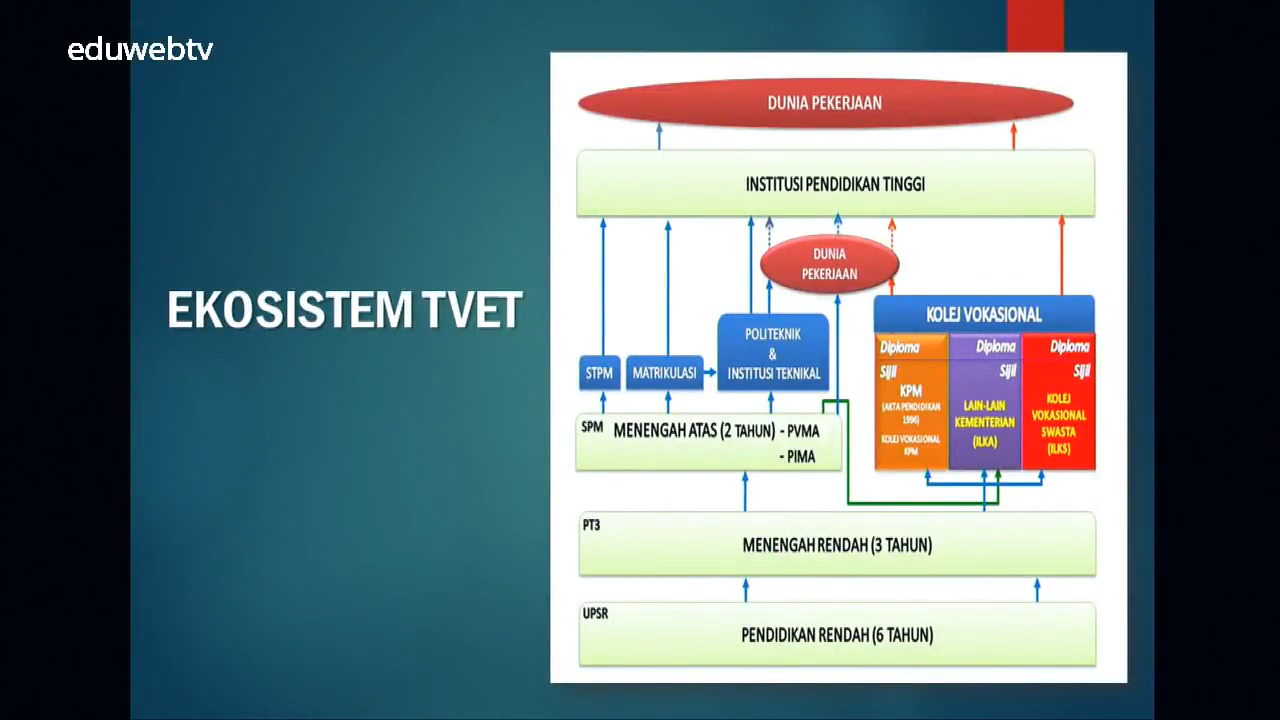 eduwebtv
EKOSISTEM TVET
DUNIA PEKERJAAN
INSTITUSI PENDIDIKAN TINGGI
DUNIA
PEKERJAAN
KOLEJ VOKASIONAL
POLITEKNIK
&
INSTITUSI TEKNIKAL
STPM
MATRIKULASI
Diploma
Sijil
KPM
(AKTA PENDIDIKAN
1996)
KOLEJ VOKASIONAL
KPM
Diploma
Sijil
LAIN-LAIN
KEMENTERIAN
(ILKA)
Diploma
Sijil
KOLEJ
VOKASIONAL
SWASTA
(ILKS)
SPM
MENENGAH ATAS (2 TAHUN) - PVMA
- PIMA
PT3
MENENGAH RENDAH (3 TAHUN)
UPSR
PENDIDIKAN RENDAH (6 TAHUN)